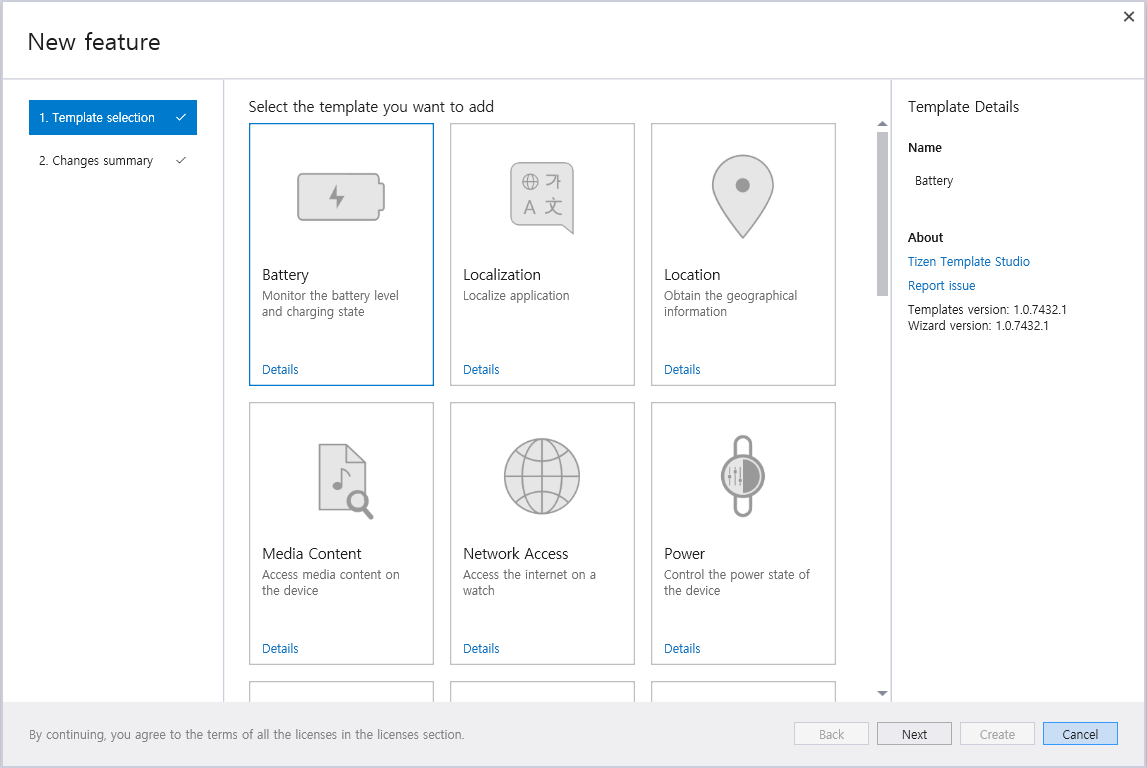 New feature
1. Template selection
2. Changes summary
Select the template you want to add
가
A 文
Battery
Monitor the battery level
and charging state
Details
Localization
Localize application
Details
Location
Obtain the geographical
information
Details
Media Content
Access media content on
the device
Details
Network Access
Access the internet on a
watch
Details
Power
Control the power state of
the device
Details
Template Details
Name
Battery
About
Tizen Template Studio
Report issue
Templates version: 1.0.7432.1
Wizard version: 1.0.7432.1
By continuing, you agree to the terms of all the licenses in the licenses section.
Back
Next
Create
Cancel